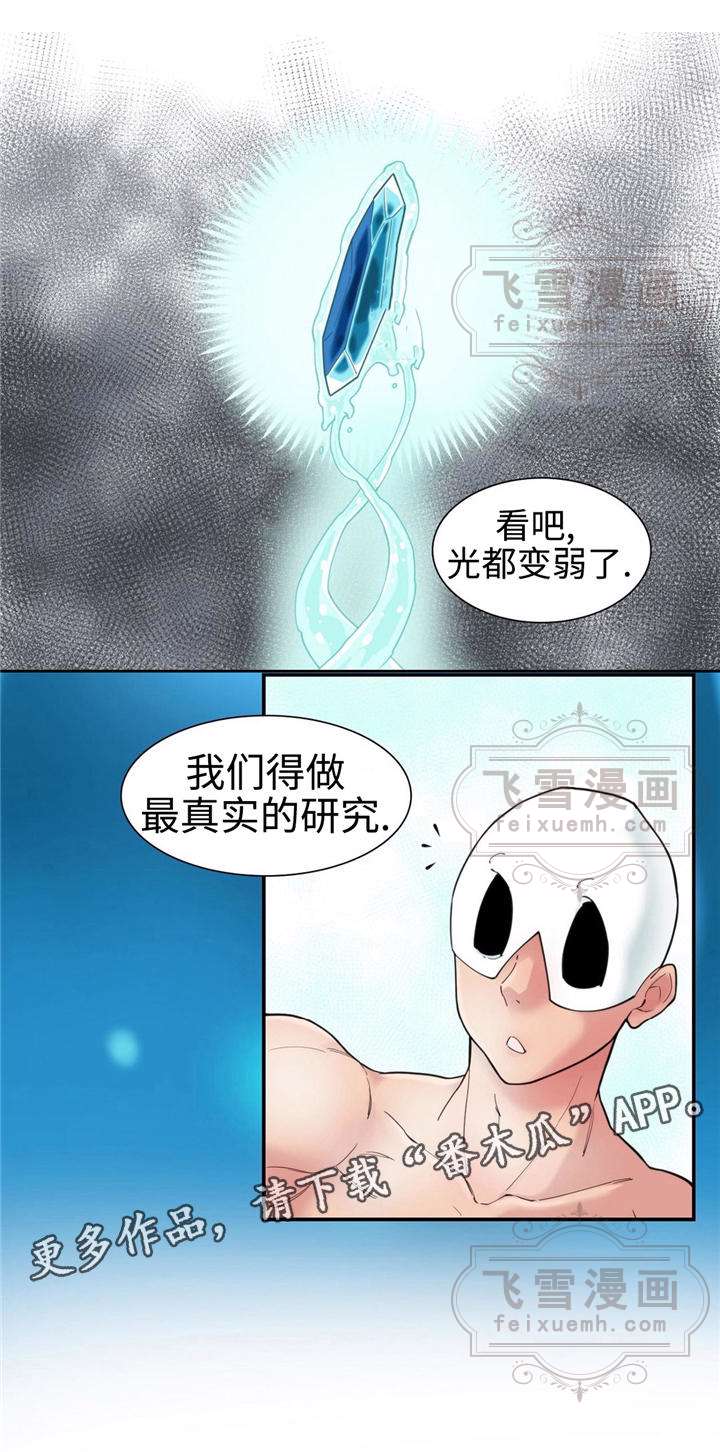 飞雪漫画
feixuemh.com
看吧,
光都变弱了.
我们得做
最真实的研究.
飞雪漫画
feixuemh.com
更多作品，请下载“番木瓜”APP。
飞雪漫画
feixuemh.com